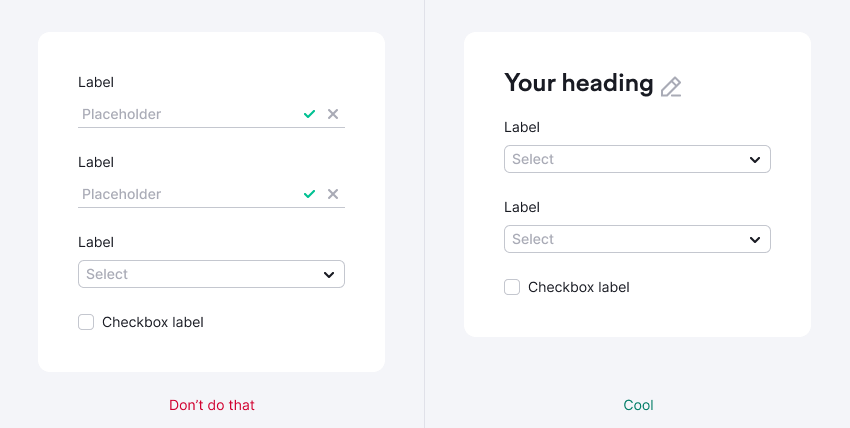 Label
Placeholder
Label
Placeholder
Label
Select
Checkbox label
Don’t do that
Your heading
Label
Select
Label
Select
Checkbox label
Cool